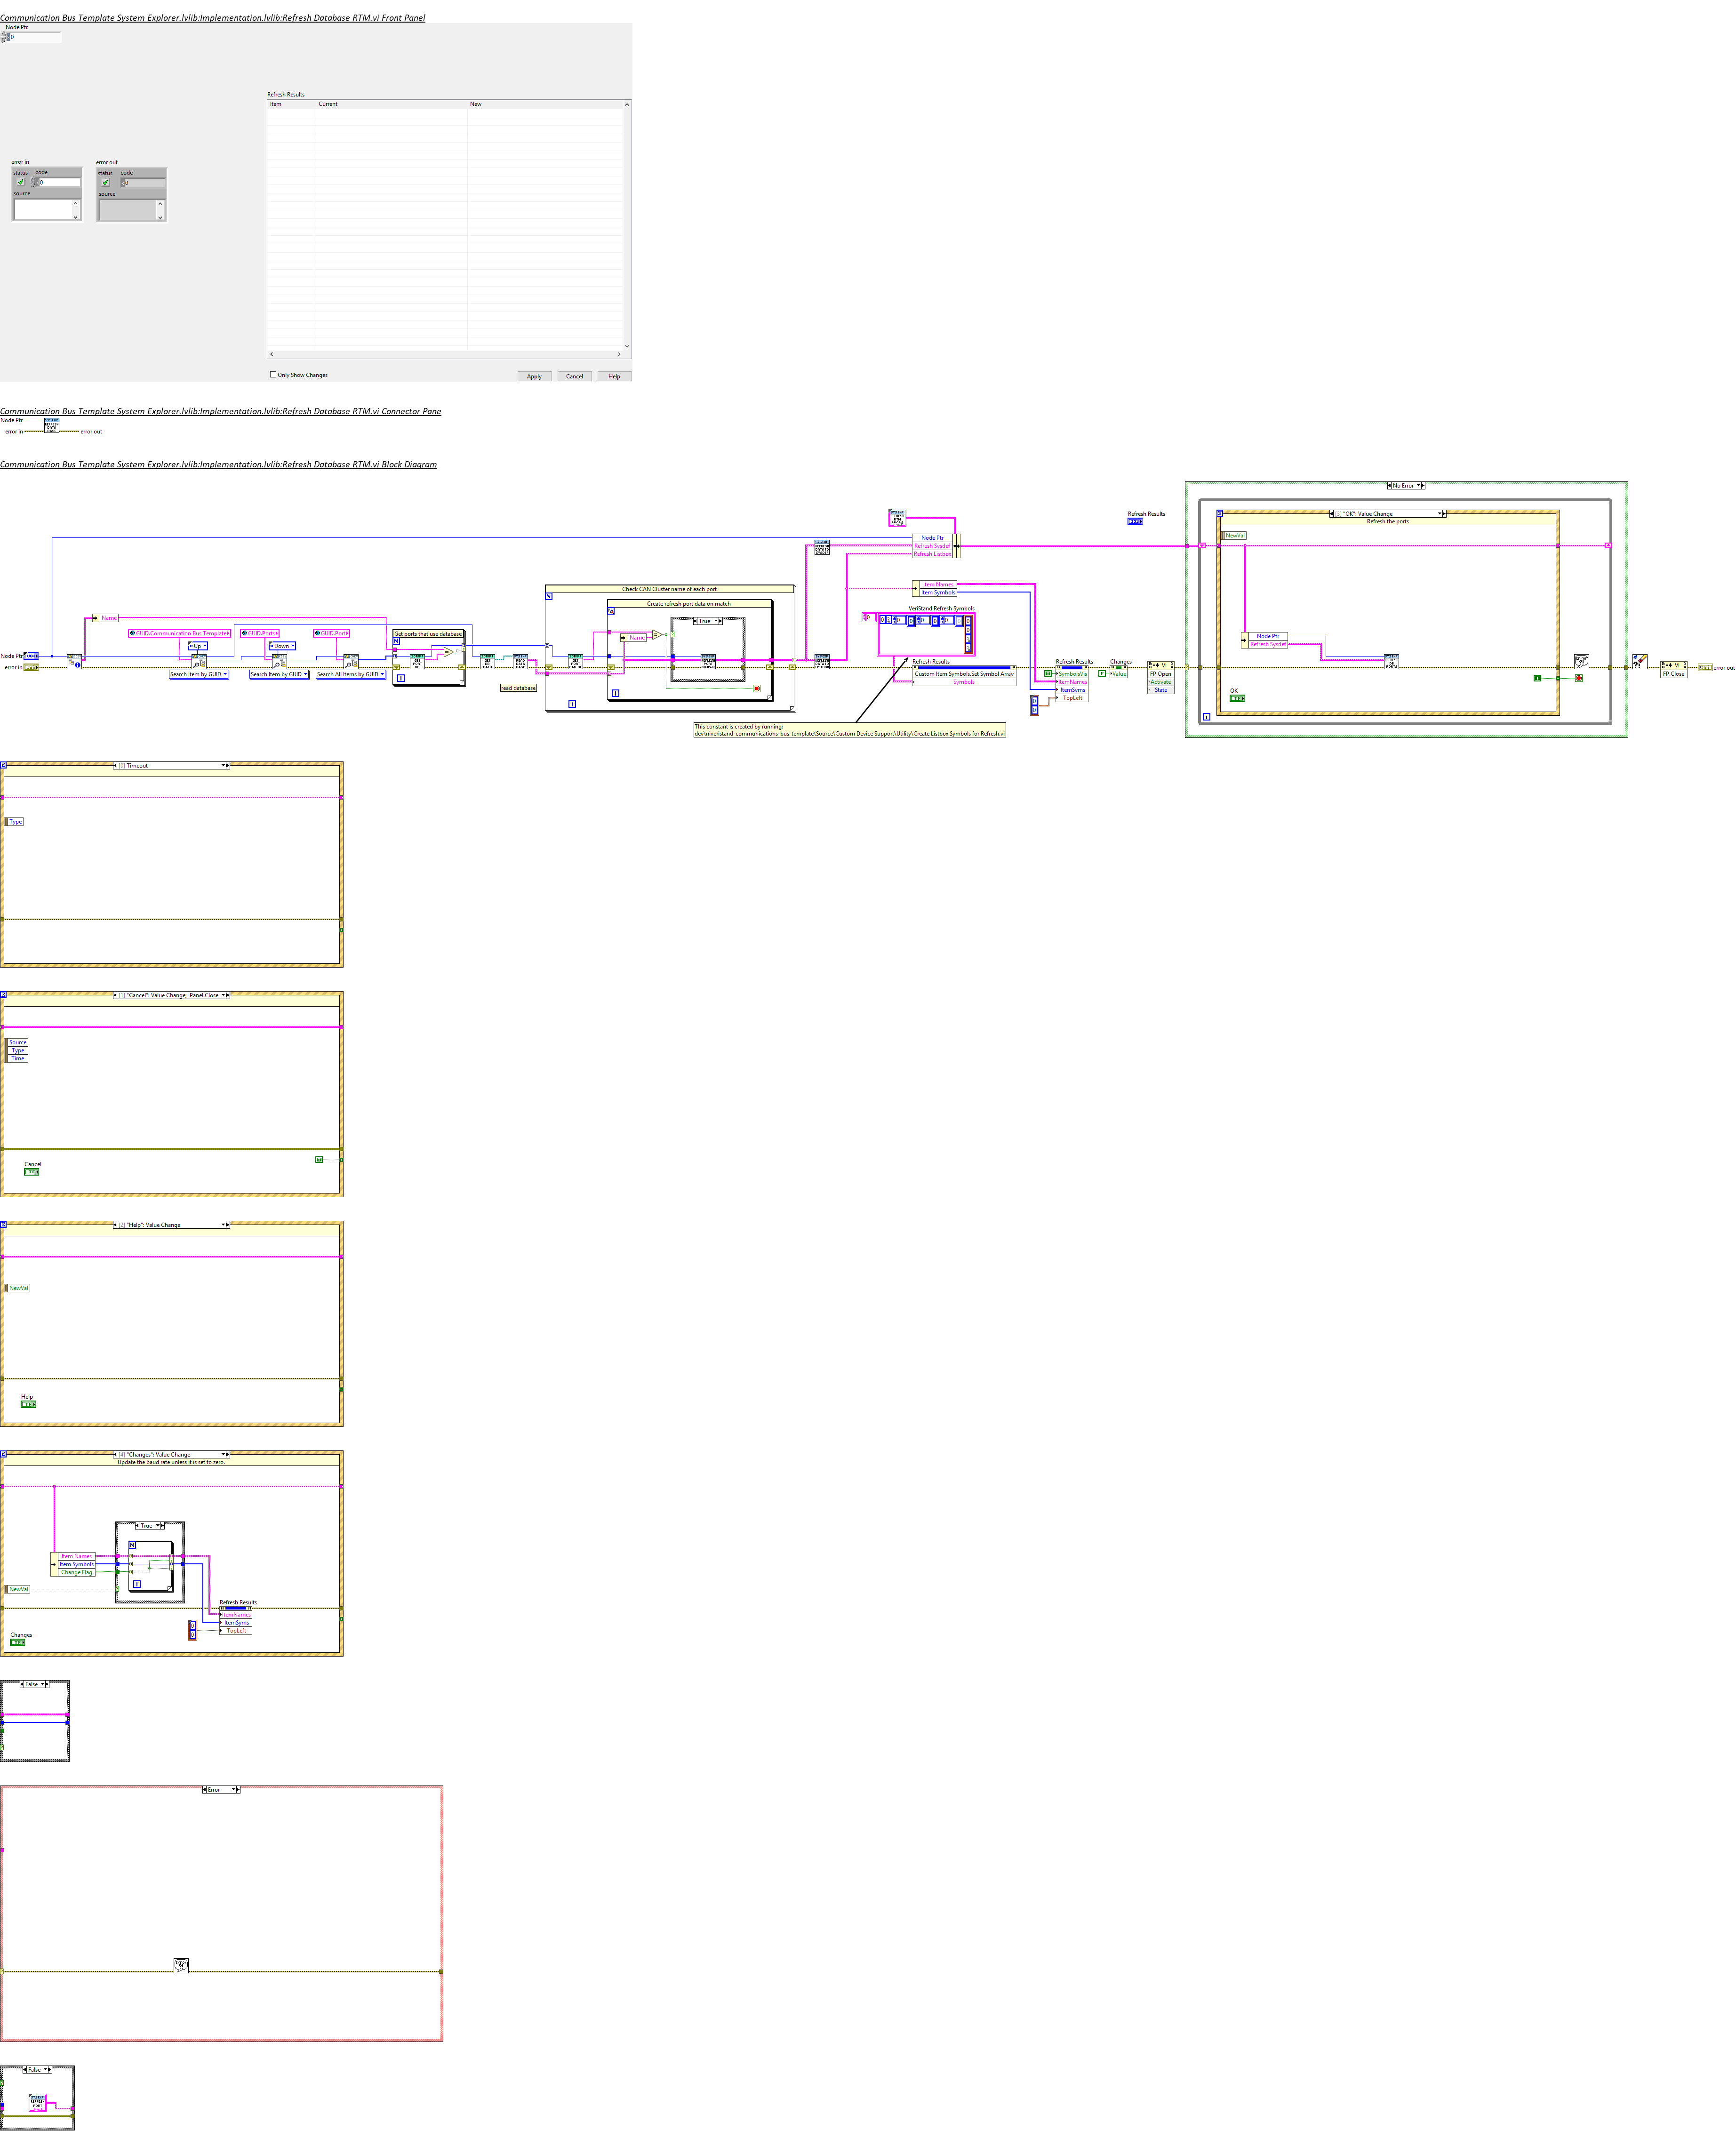 Communication Bus Template System Explorer.lvlib:Implementation.lvlib:Refresh Database RTM.vi Front Panel
Node Ptr
0
Refresh Results
Item Current New
error in
status code
0
source
error out
status code
0
source
Only Show Changes
Apply Cancel Help
Communication Bus Template System Explorer.lvlib:Implementation.lvlib:Refresh Database RTM.vi Connector Pane
Node Ptr
error in
error out
Communication Bus Template System Explorer.lvlib:Implementation.lvlib:Refresh Database RTM.vi Block Diagram
No Error
[3] "OK": Value Change
Refresh the ports
NewVal
Refresh Results
Node Ptr
Refresh Sysdef
Refresh Listbox
Check CAN Cluster name of each port
Create refresh port data on match
True
Name
Item Names
Item Symbols
VeriStand Refresh Symbols
Name
GUID.Communication Bus.Template
GUID.Ports
GUID.Port
Get ports that use database
Up
Down
Node Ptr
error in
Search Item by GUID
Search Item by GUID
Search All Items by GUID
read database
Refresh Results
Custom Item Symbols.Set Symbol Array
Symbols
Refresh Results
SymbolsVis
ItemNames
ItemSyms
TopLeft
Changes
Value
VI
FP.Open
Activate
State
Node Ptr
Refresh Sysdef
OK
VI
FP.Close
error out
This constant is created by running:
dev\niveristand-communications-bus-template\Source\Custom Device Support\Utility\Create Listbox Symbols for Refresh.vi
[0] Timeout
Type
[1] "Cancel": Value Change; Panel Close
Source
Type
Time
Cancel
[2] "Help": Value Change
NewVal
Help
[4] "Changes": Value Change
Update the baud rate unless it is set to zero.
True
Item Names
Item Symbols
Change Flag
NewVal
Refresh Results
ItemNames
ItemSyms
TopLeft
Changes
False
Error
False